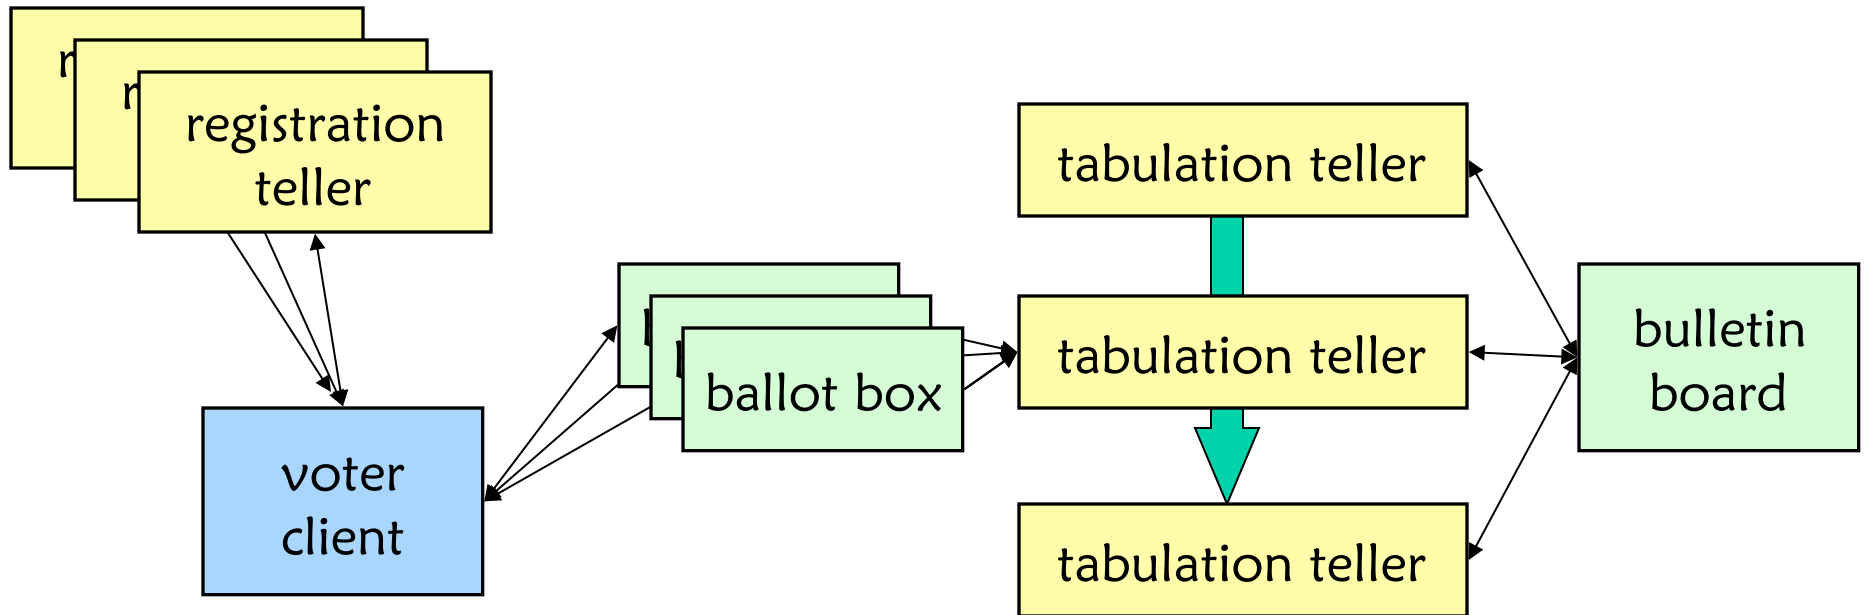 r
r
registration
teller
tabulation teller
tabulation teller
bulletin
board
ballot box
voter
client
tabulation teller